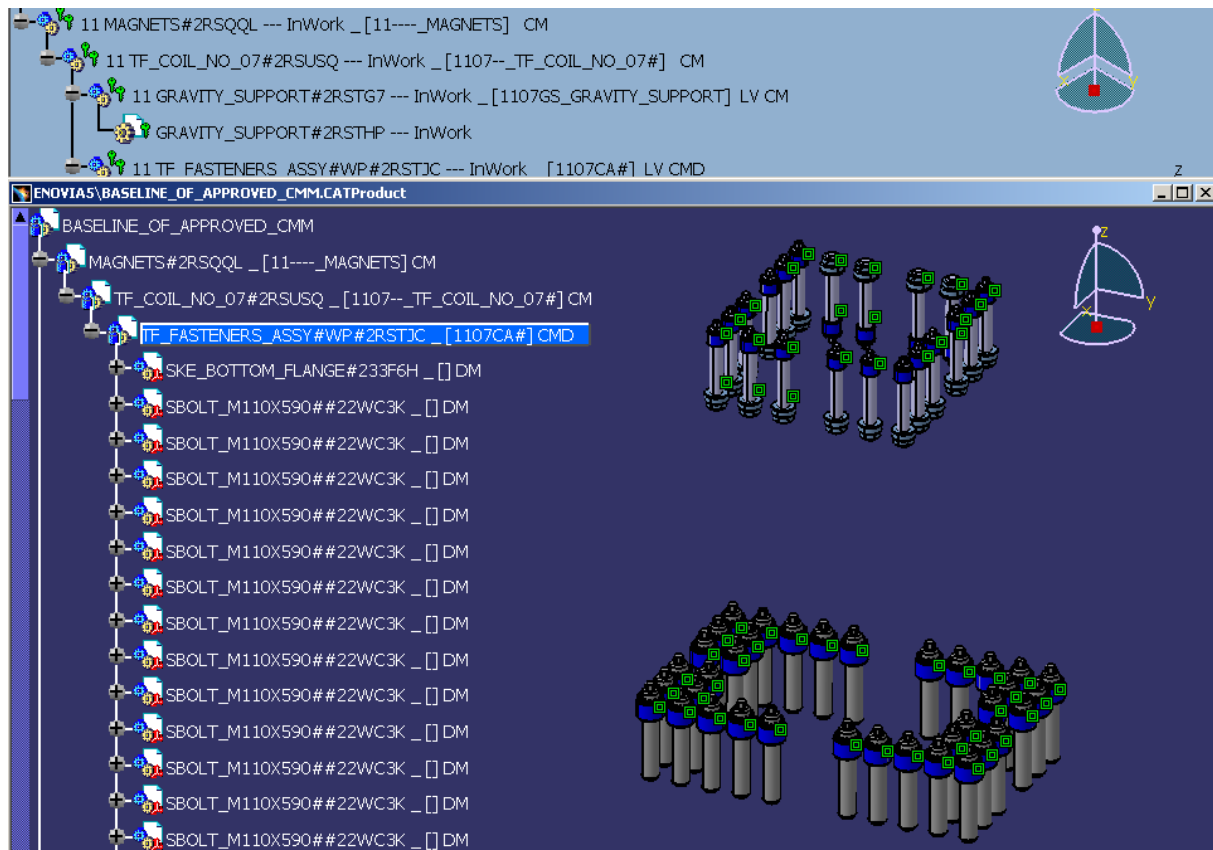 11 MAGNETS#2RSQQL --- InWork _ [11----_MAGNETS] CM
11 TF_COIL_NO_07#2RSUSQ --- InWork _ [1107--_TF_COIL_NO_07#] CM
11 GRAVITY_SUPPORT#2RSTG7 --- InWork _ [1107GS_GRAVITY_SUPPORT] LV CM
GRAVITY_SUPPORT#2RSTHP --- InWork
11 TF_FASTENERS_ASSY#WP#2RSTJC --- InWork _ [1107CA#] LV CMD
z
x
y
ENOVIA5\BASELINE_OF_APPROVED_CMM.CATProduct
BASELINE_OF_APPROVED_CMM
z
MAGNETS#2RSQQL _ [11----_MAGNETS] CM
TF_COIL_NO_07#2RSUSQ _ [1107--_TF_COIL_NO_07#] CM
x
y
TF_FASTENERS_ASSY#WP#2RSTJC _ [1107CA#] CMD
SKE_BOTTOM_FLANGE#233F6H _ [] DM
SBOLT_M110X590##22WC3K _ [] DM
SBOLT_M110X590##22WC3K _ [] DM
SBOLT_M110X590##22WC3K _ [] DM
SBOLT_M110X590##22WC3K _ [] DM
SBOLT_M110X590##22WC3K _ [] DM
SBOLT_M110X590##22WC3K _ [] DM
SBOLT_M110X590##22WC3K _ [] DM
SBOLT_M110X590##22WC3K _ [] DM
SBOLT_M110X590##22WC3K _ [] DM
SBOLT_M110X590##22WC3K _ [] DM
SBOLT_M110X590##22WC3K _ [] DM
SBOLT_M110X590##22WC3K _ [] DM
SBOLT_M110X590##22WC3K _ [] DM